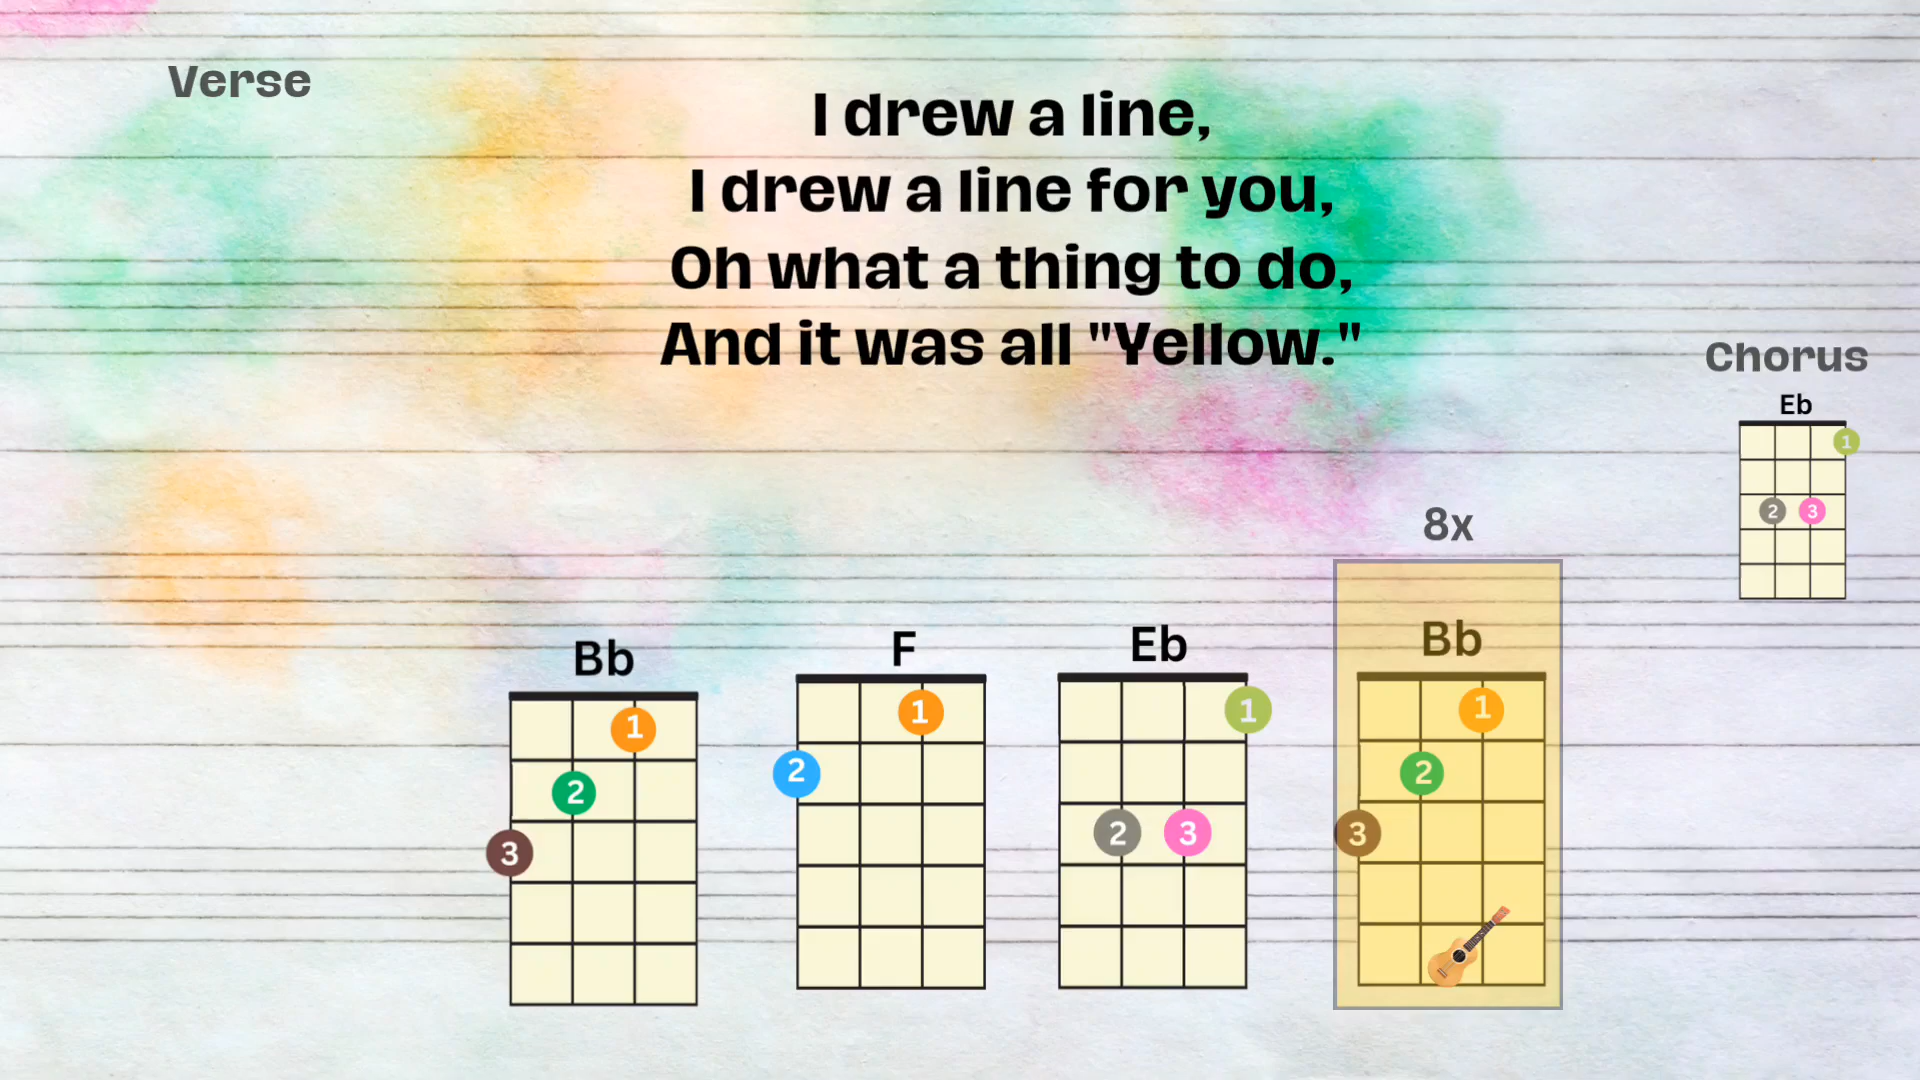 Verse
I drew a line,
I drew a line for you,
Oh what a thing to do,
And it was all "Yellow."
Chorus
Eb
1
2 3
8x
Bb
1
2
3
F
1
2
Eb
1
2 3
Bb
1
2
3